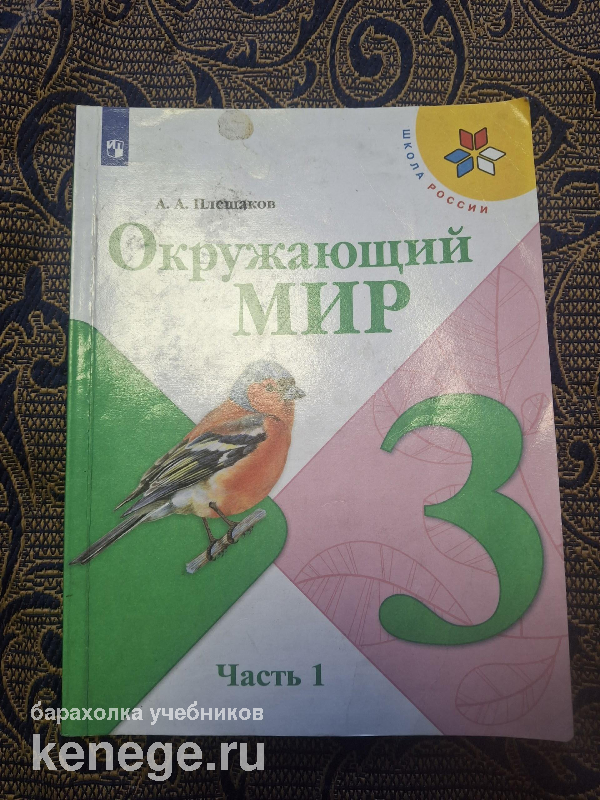 ШКОЛА РОССИИ
А. А. Плешаков
Окружающий
МИР
3
Часть 1
барахолка учебников
kenege.ru